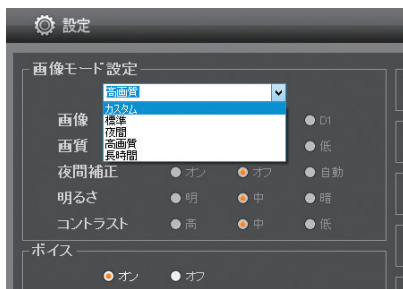 設定
画像モード設定
高画質
カスタム
標準
夜間
高画質
長時間
画像 D1
画質 低
夜間補正 オン オフ 自動
明るさ 明 中 暗
コントラスト 高 中 低
ボイス
オン オフ